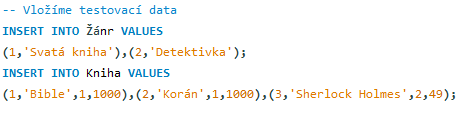 -- Vložíme testovací data
INSERT INTO Žánr VALUES
(1,'Svatá kniha'),(2,'Detektivka');
INSERT INTO Kniha VALUES
(1,'Bible',1,1000),(2,'Korán',1,1000),(3,'Sherlock Holmes',2,49);